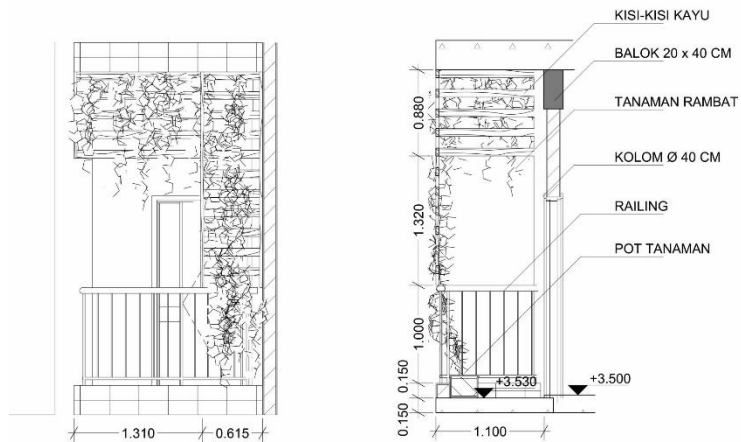 KISI-KISI KAYU
BALOK 20 x 40 CM
TANAMAN RAMBAT
KOLOM Ø 40 CM
RAILING
POT TANAMAN
0.880
1.320
1.000
0.150
0.150
+3.530
+3.500
1.310
0.615
1.100